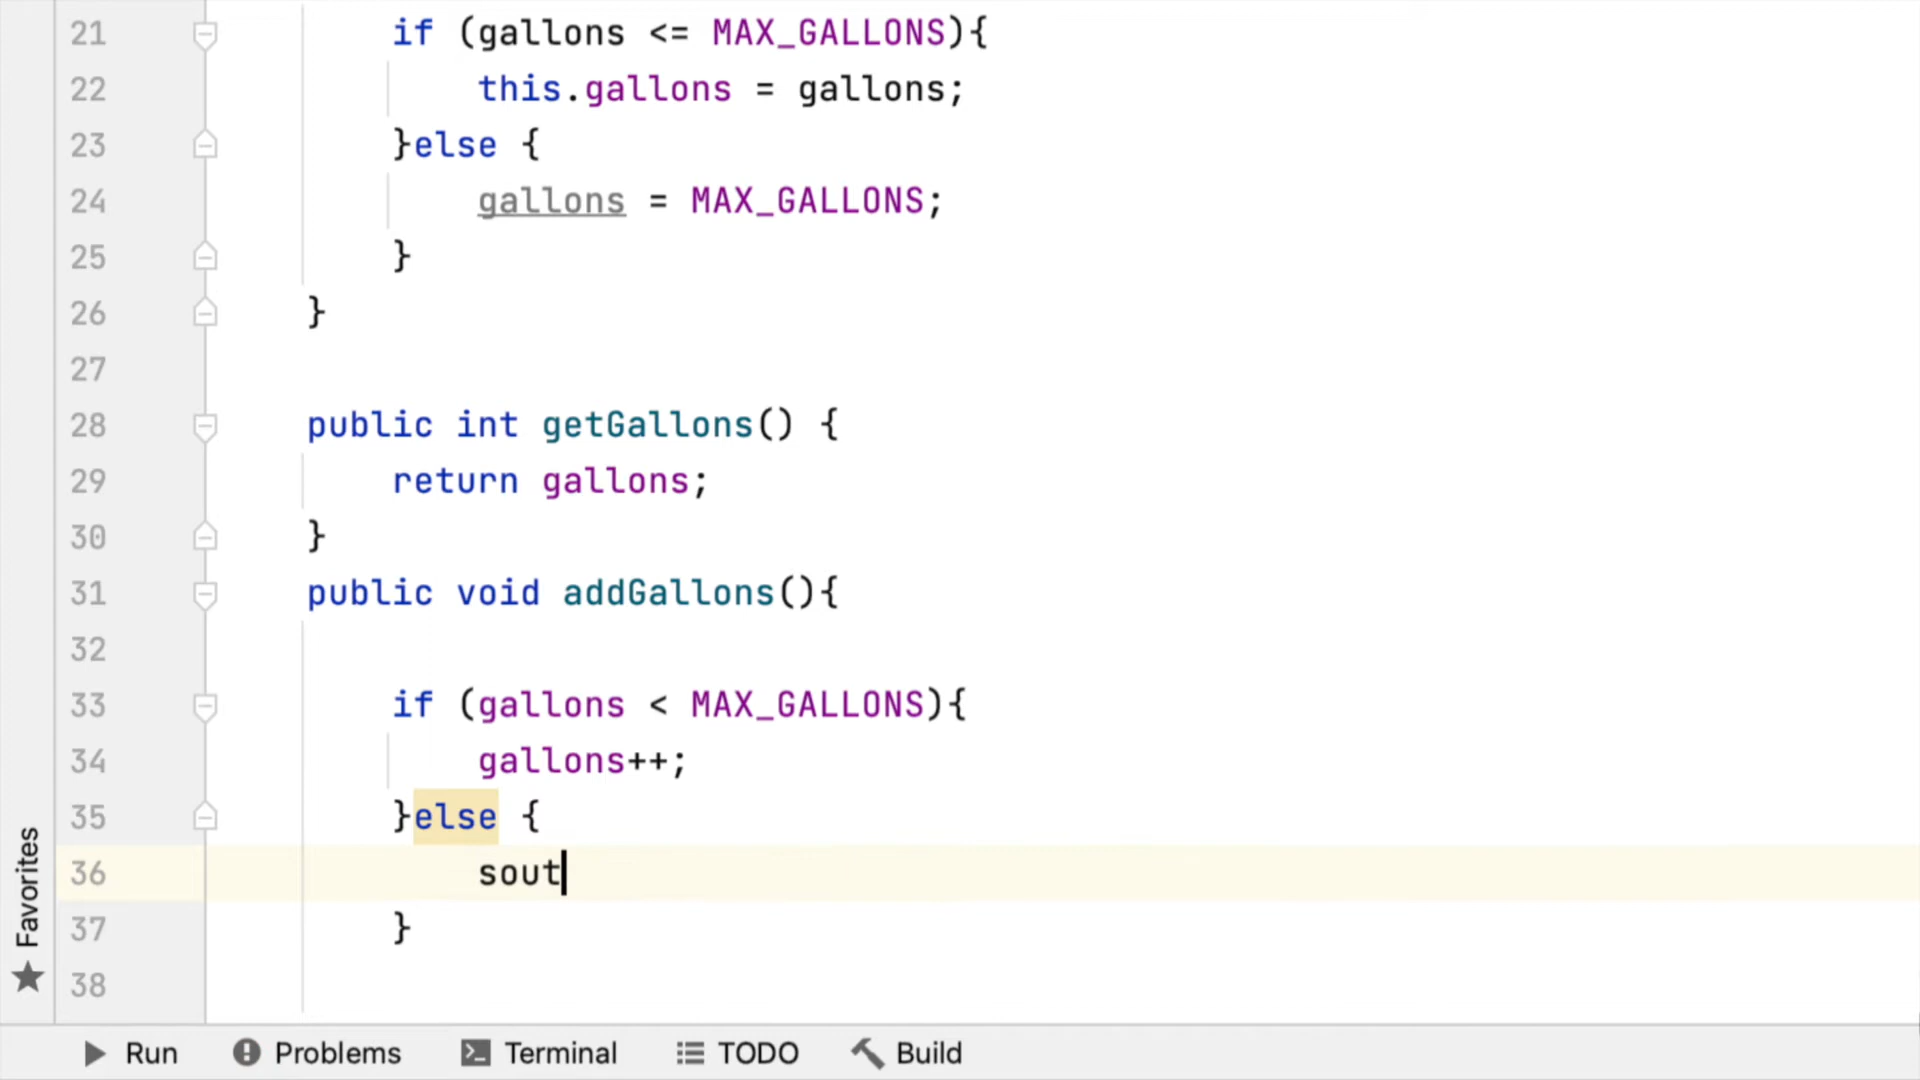 21 if (gallons <= MAX_GALLONS){
22 this.gallons = gallons;
23 }else {
24 gallons = MAX_GALLONS;
25 }
26 }
27
28 public int getGallons() {
29 return gallons;
30 }
31 public void addGallons(){
32
33 if (gallons < MAX_GALLONS){
34 gallons++;
35 }else {
36 sout
37 }
38
Favorites
Run Problems Terminal TODO Build